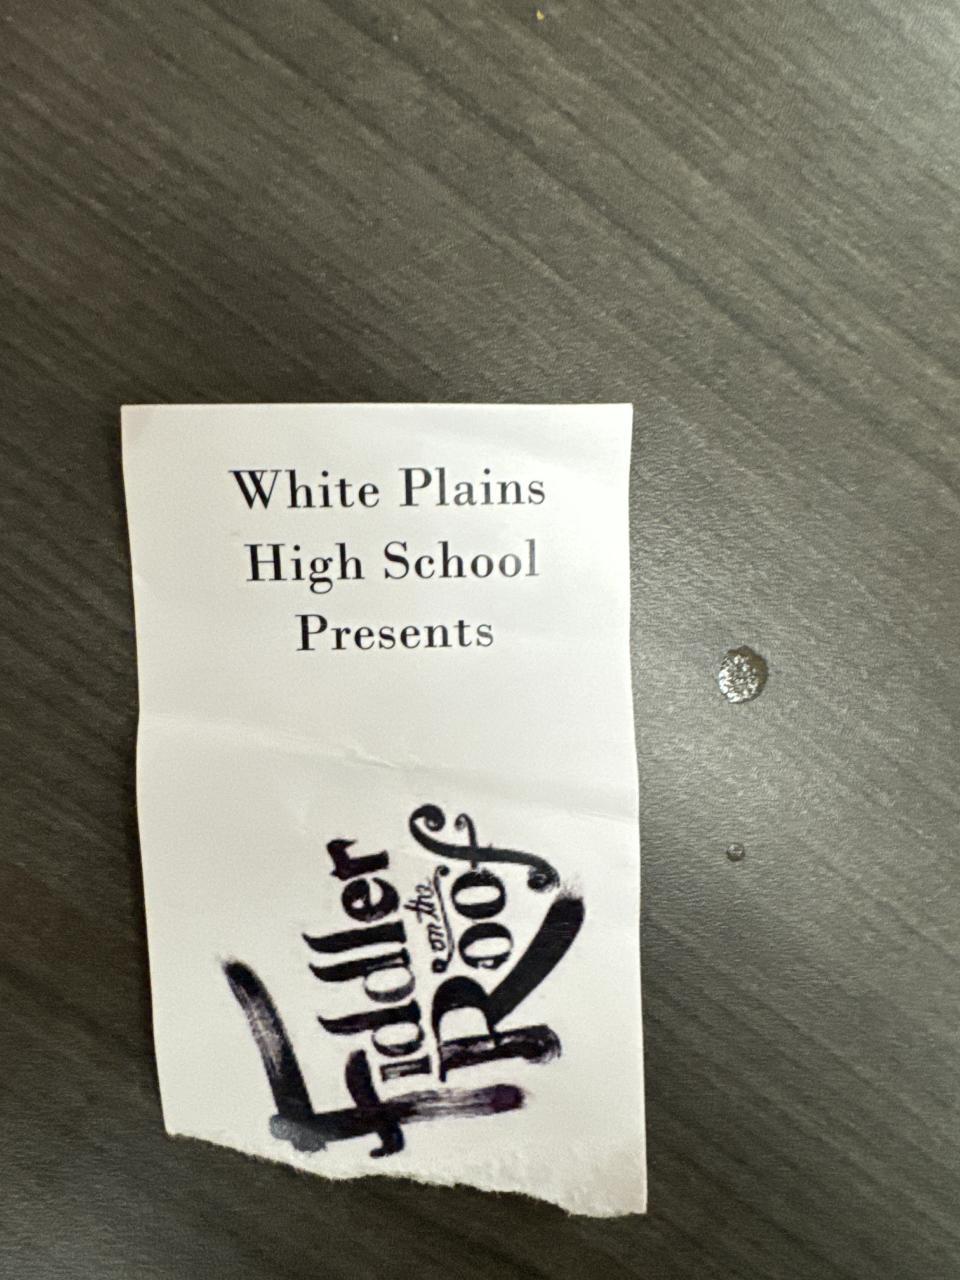 White Plains
High School
Presents
Fiddler
on the
Roof